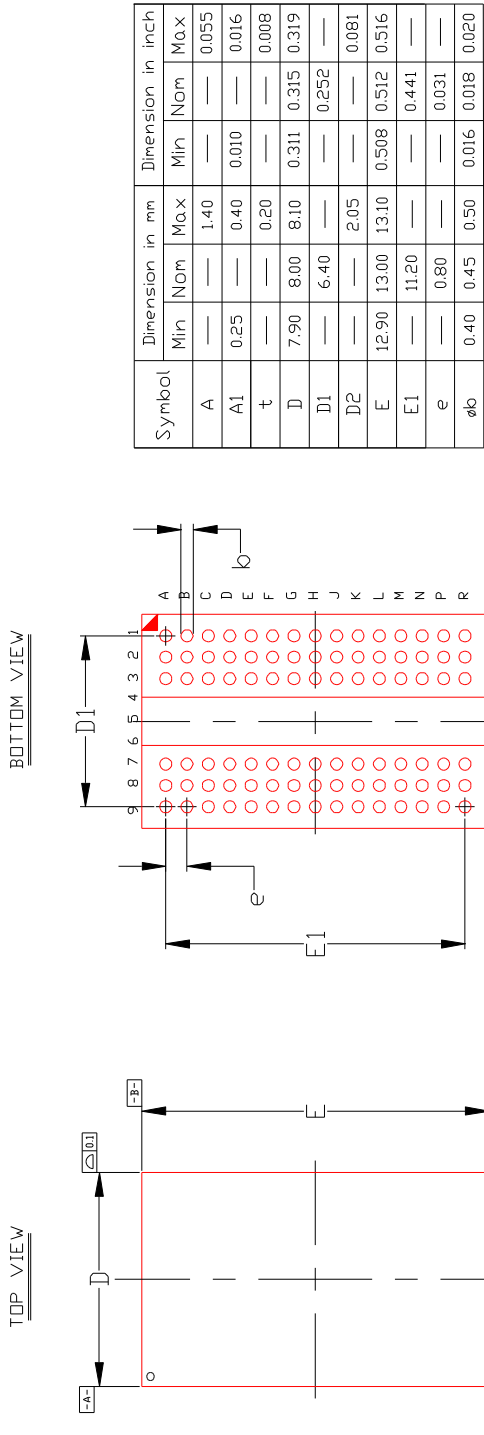 TOP VIEW
-A-
D
0.1
-B-
E
BOTTOM VIEW
D1
9 8 7 6 5 4 3 2 1
A
B
C
D
E
F
G
H
J
K
L
M
N
P
R
e
b
E1
Symbol Dimension in mm Dimension in inch
Min Nom Max Min Nom Max
A — — 1.40 — — 0.055
A1 0.25 — 0.40 0.010 — 0.016
t — — 0.20 — — 0.008
D 7.90 8.00 8.10 0.311 0.315 0.319
D1 — 6.40 — — 0.252 —
D2 — — 2.05 — — 0.081
E 12.90 13.00 13.10 0.508 0.512 0.516
E1 — 11.20 — — 0.441 —
e — 0.80 — — 0.031 —
øb 0.40 0.45 0.50 0.016 0.018 0.020